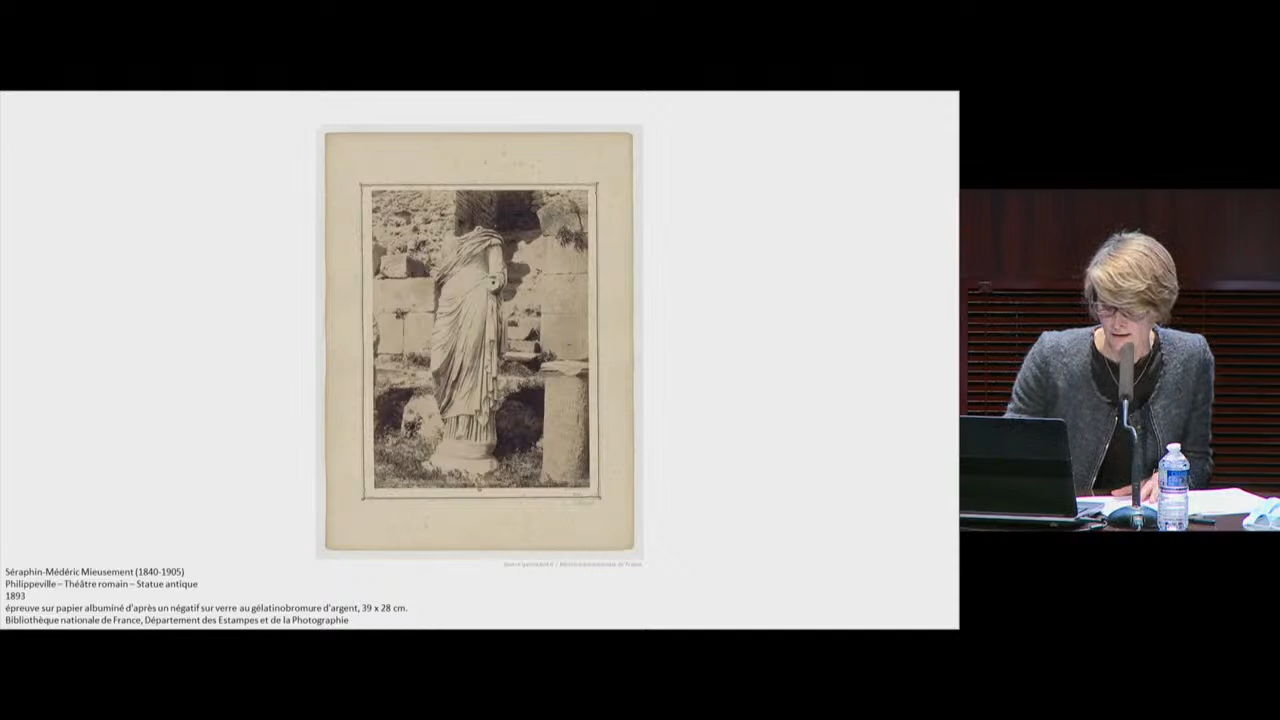 Séraphin-Médéric Mieusement (1840-1905)
Philippeville – Théâtre romain – Statue antique
1893
épreuve sur papier albuminé d'après un négatif sur verre au gélatinobromure d'argent, 39 x 28 cm.
Bibliothèque nationale de France, Département des Estampes et de la Photographie